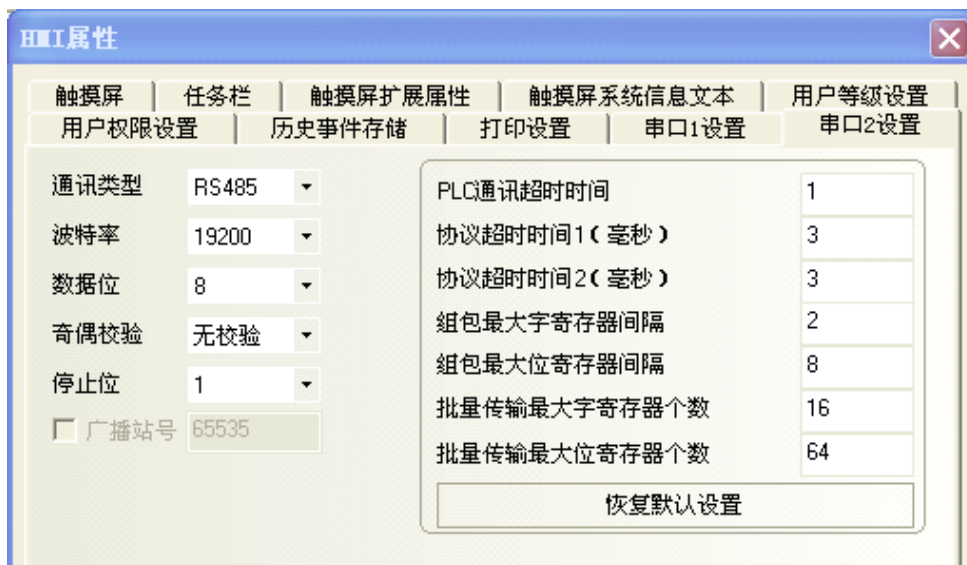 HMI属性
触摸屏 任务栏 触摸屏扩展属性 触摸屏系统信息文本 用户等级设置
用户权限设置 历史事件存储 打印设置 串口1设置 串口2设置
通讯类型 RS485
波特率 19200
数据位 8
奇偶校验 无校验
停止位 1
广播站号 65535
PLC通讯超时时间 1
协议超时时间1(毫秒) 3
协议超时时间2(毫秒) 3
组包最大字寄存器间隔 2
组包最大位寄存器间隔 8
批量传输最大字寄存器个数 16
批量传输最大位寄存器个数 64
恢复默认设置